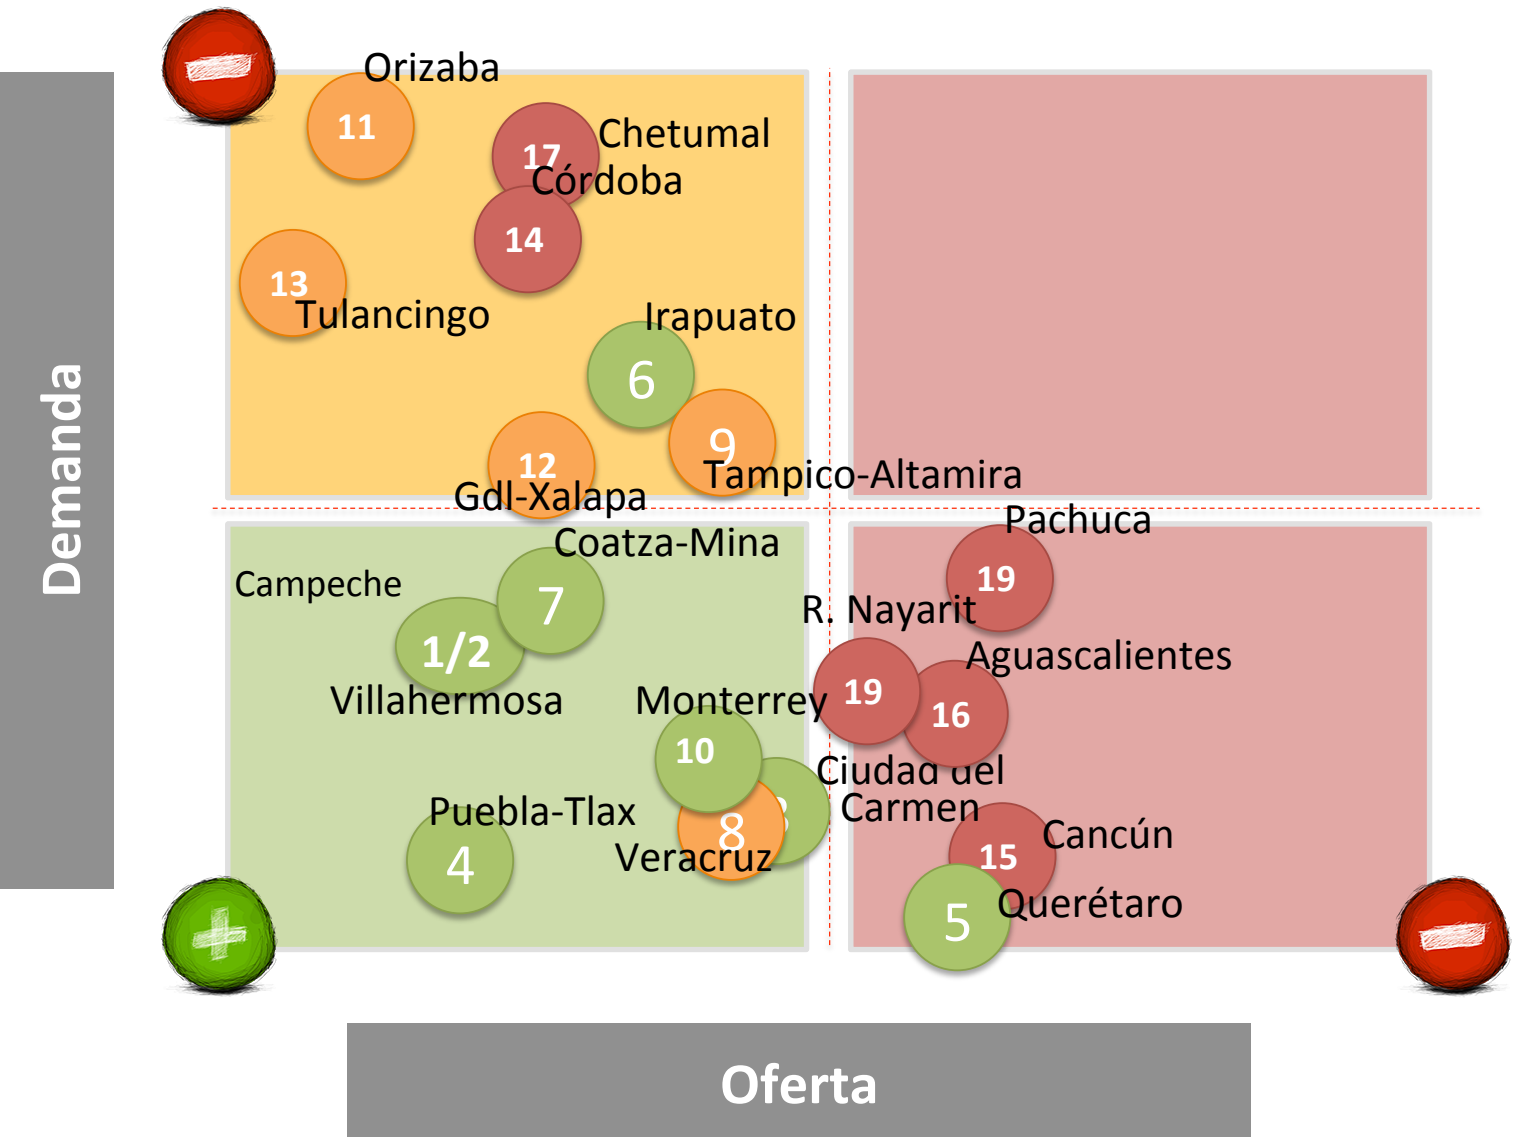 Orizaba
11
Chetumal
17
Córdoba
14
13
Tulancingo
Irapuato
6
9
Tampico-Altamira
12
Gdl-Xalapa
Demanda
Pachuca
19
Coatza-Mina
7
Campeche
1/2
Villahermosa
R. Nayarit
19
Aguascalientes
16
Monterrey
10
Ciudad del
Carmen
Puebla-Tlax
4
8
Veracruz
Cancún
15
Querétaro
5
Oferta